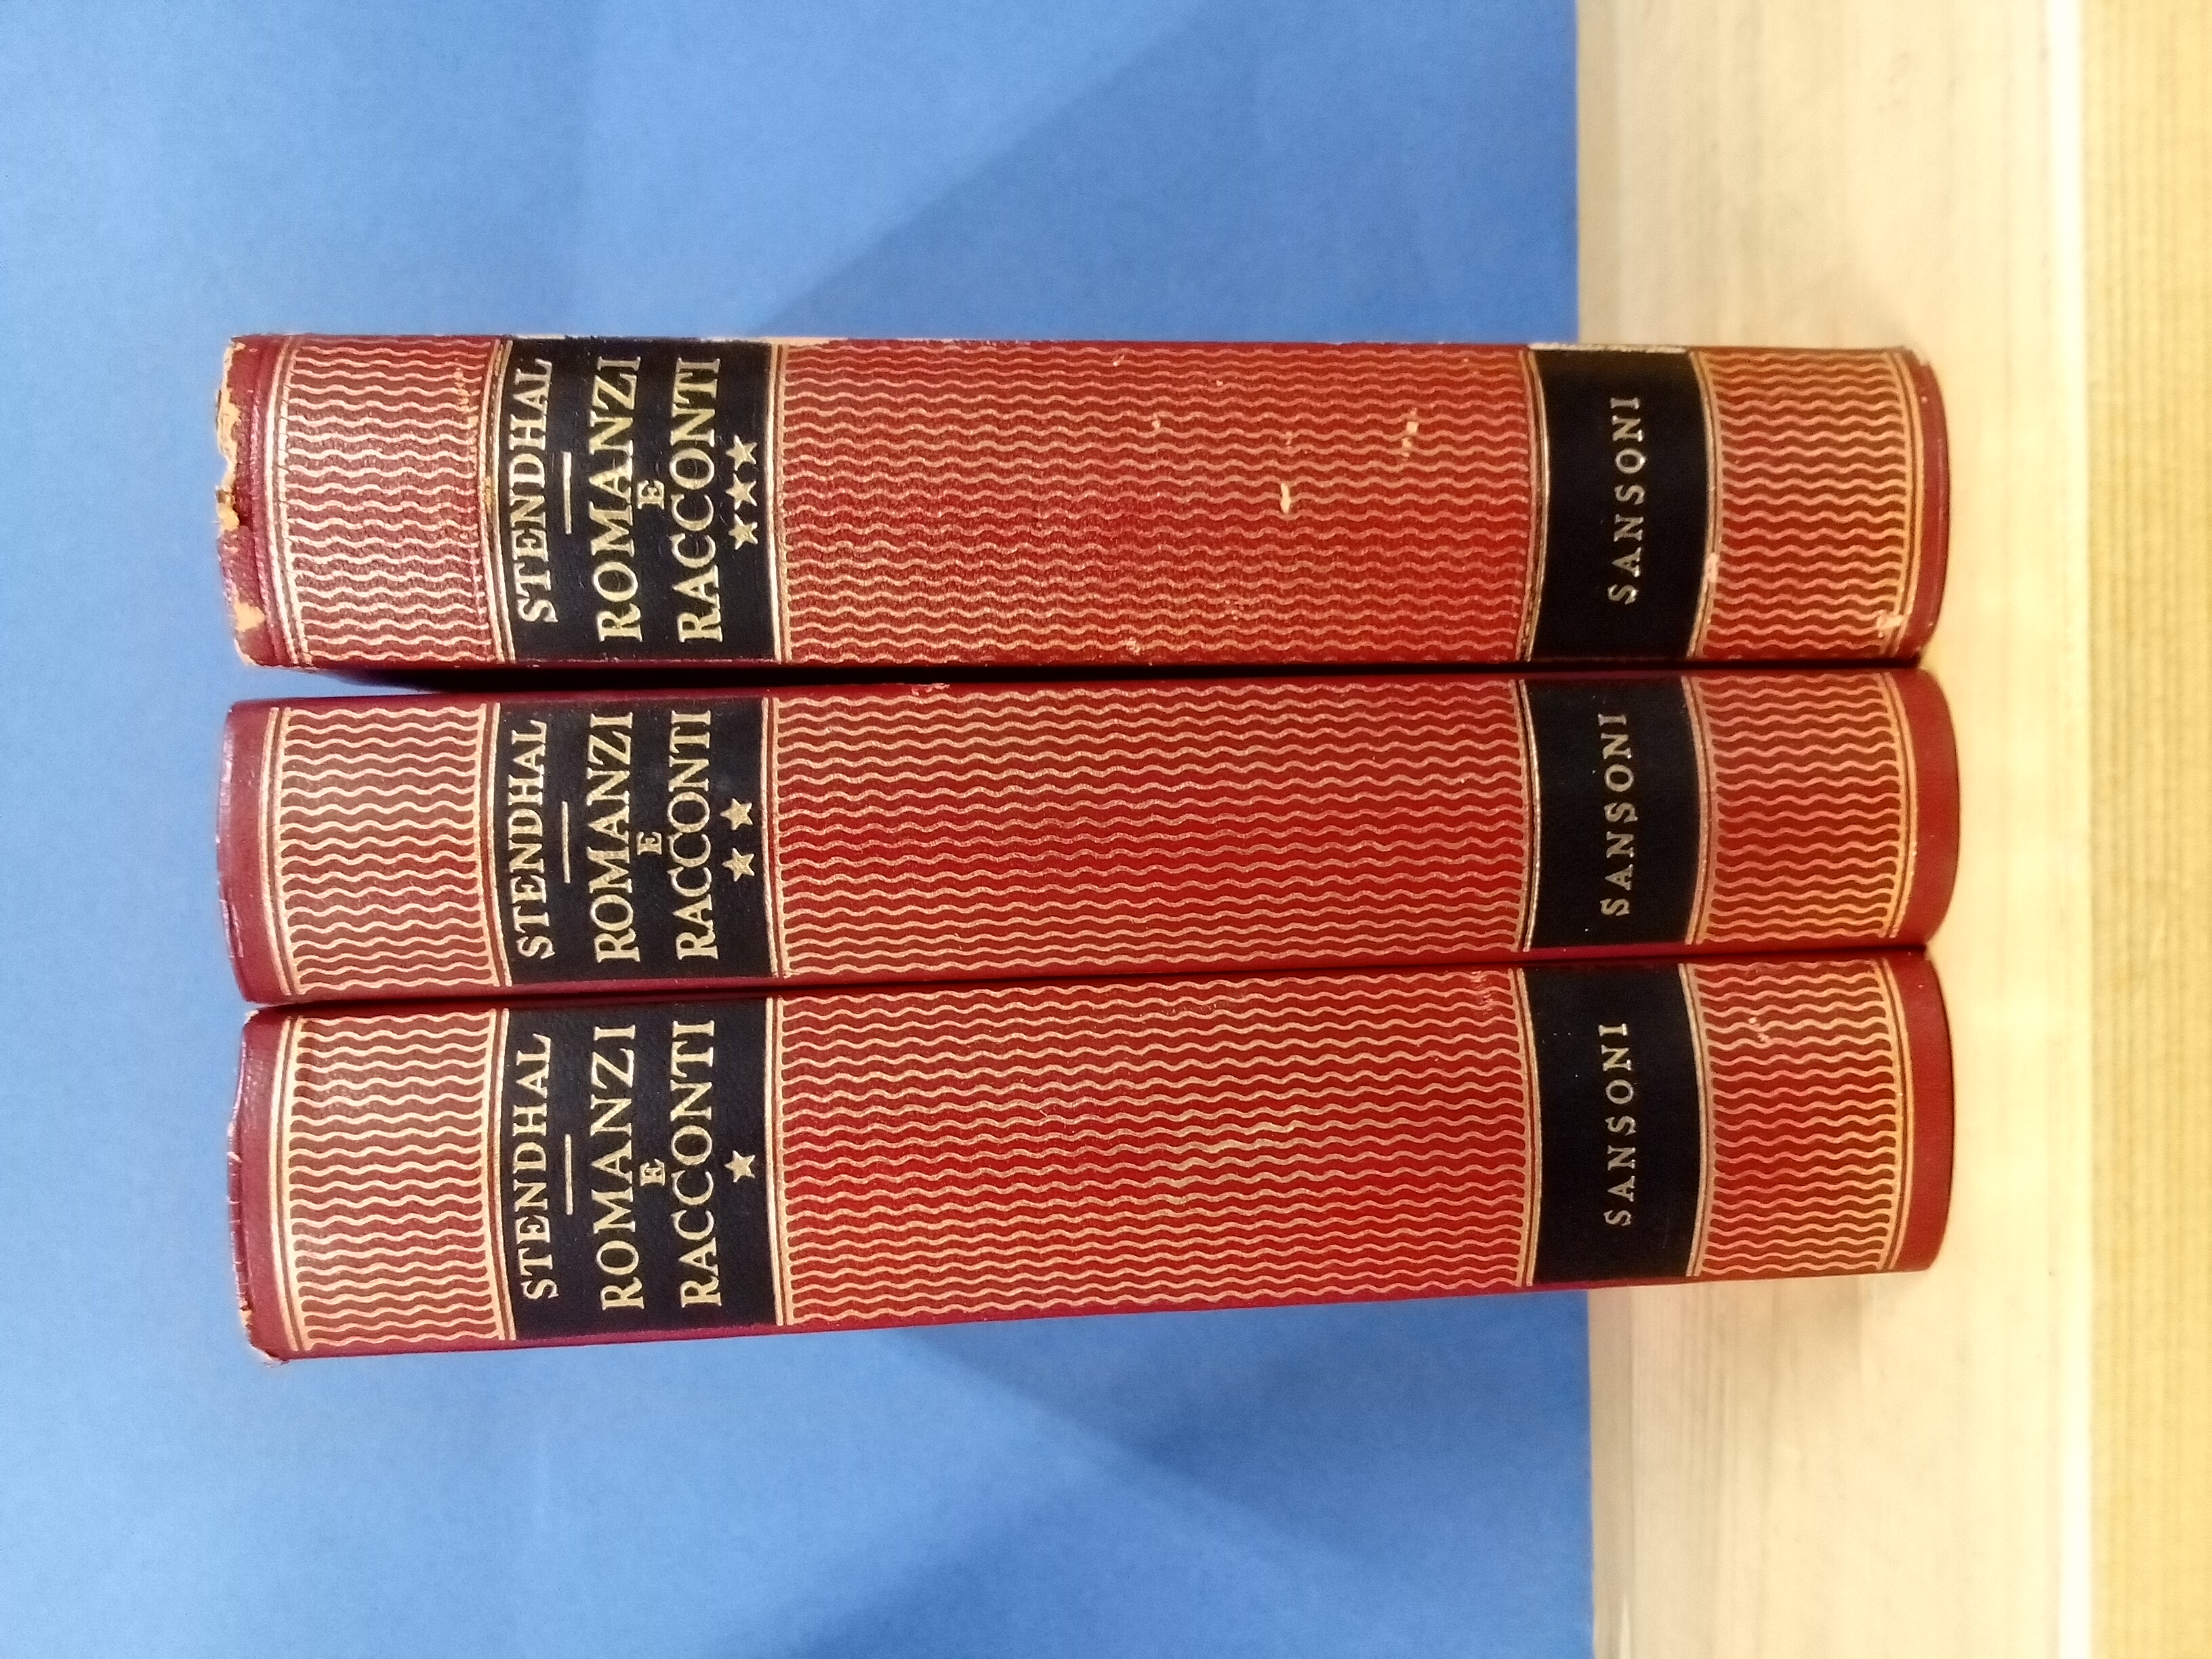 STENDHAL
ROMANZI
E
RACCONTI
★
SANSONI
STENDHAL
ROMANZI
E
RACCONTI
★ ★
SANSONI
STENDHAL
ROMANZI
E
RACCONTI
★★★
SANSONI